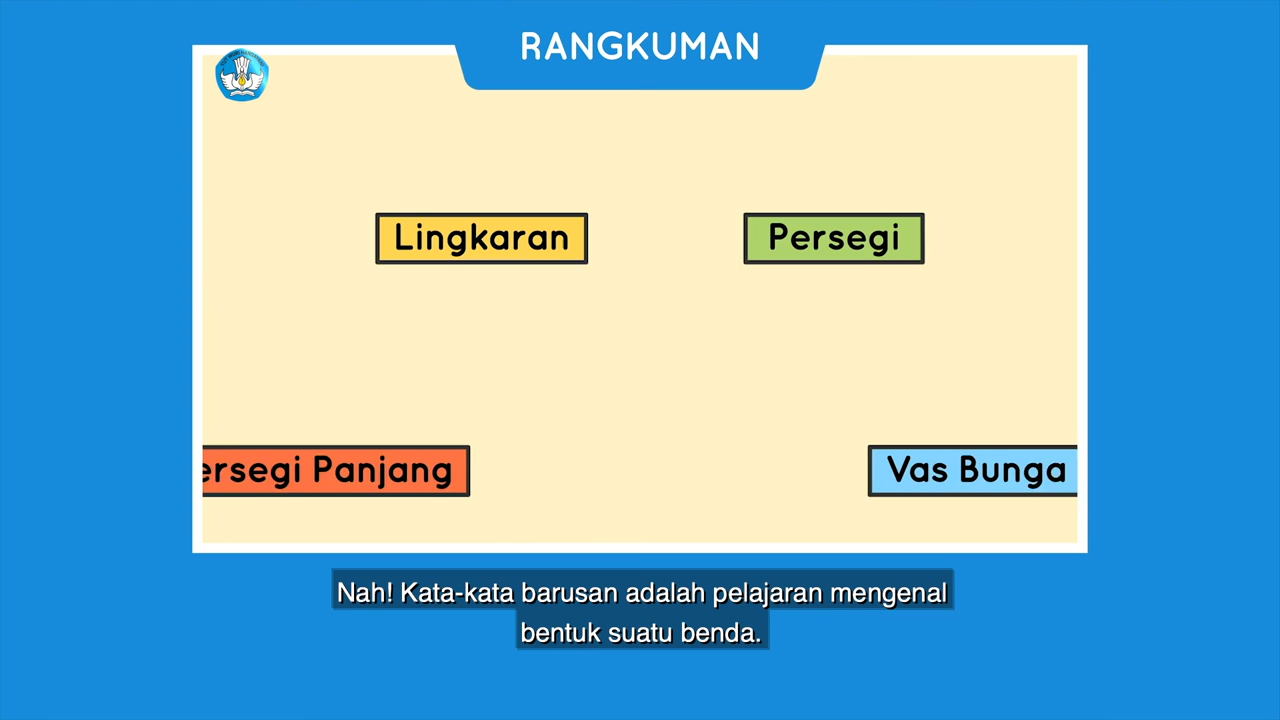 RANGKUMAN
Lingkaran
Persegi
ersegi Panjang
Vas Bunga
Nah! Kata-kata barusan adalah pelajaran mengenal
bentuk suatu benda.